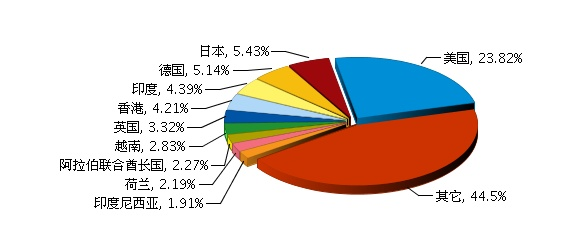 日本, 5.43%
美国, 23.82%
德国, 5.14%
印度, 4.39%
香港, 4.21%
英国, 3.32%
越南, 2.83%
阿拉伯联合酋长国, 2.27%
荷兰, 2.19%
印度尼西亚, 1.91%
其它, 44.5%